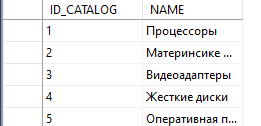 ID_CATALOG NAME
1 Процессоры
2 Материнсике ...
3 Видеоадаптеры
4 Жесткие диски
5 Оперативная п...